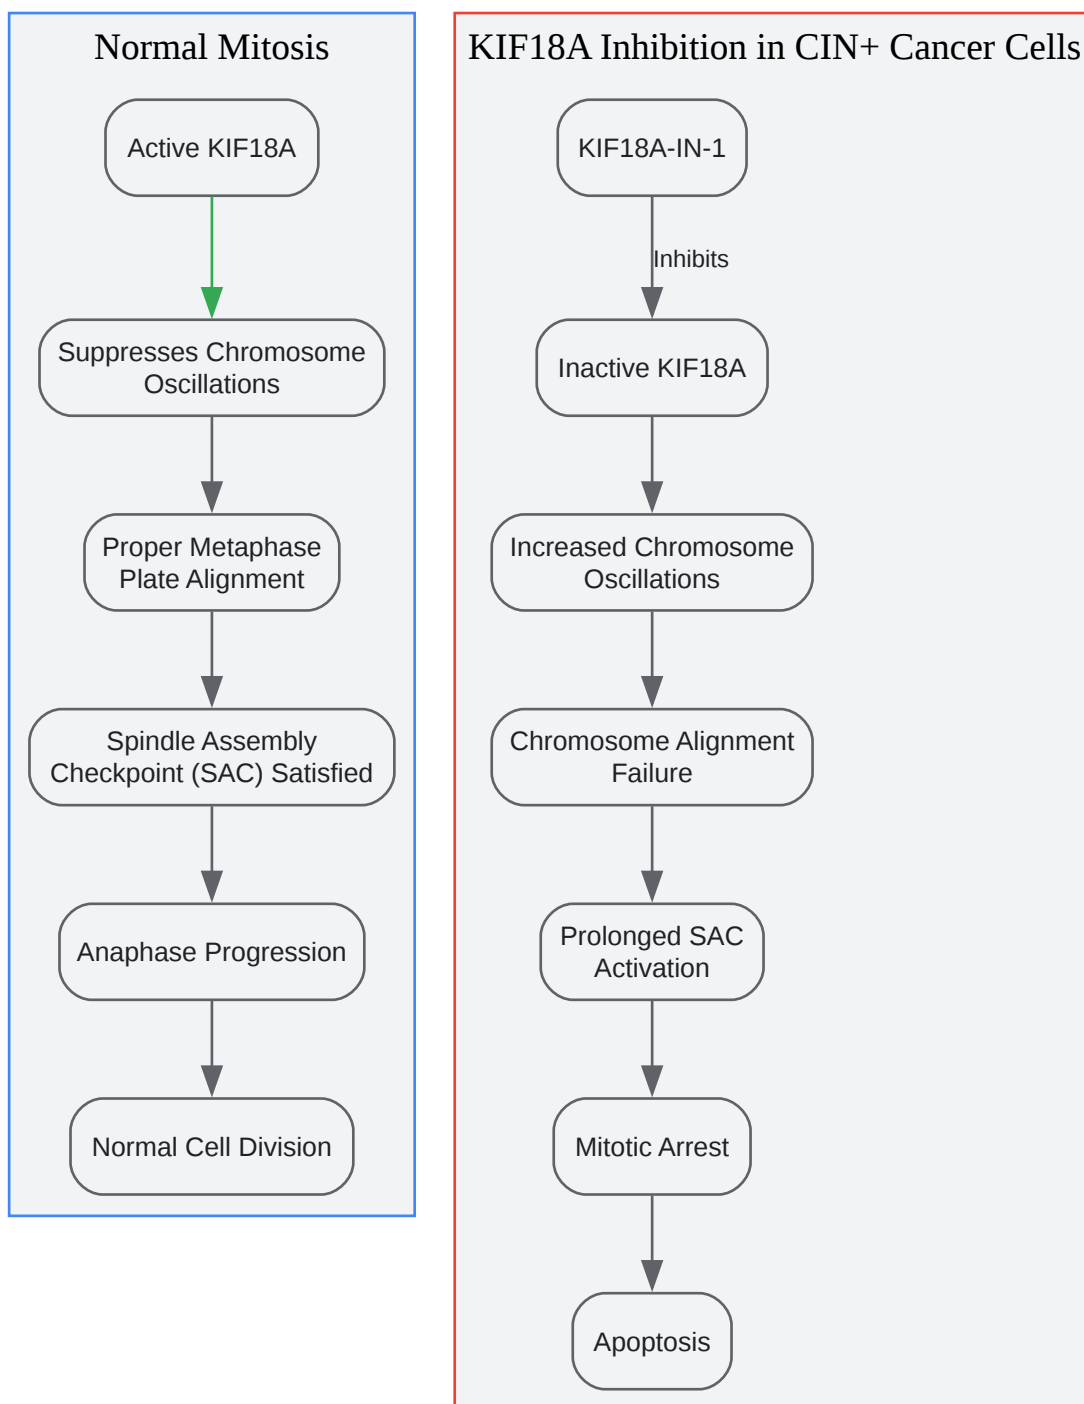 Normal Mitosis
Active KIF18A
Suppresses Chromosome
Oscillations
Proper Metaphase
Plate Alignment
Spindle Assembly
Checkpoint (SAC) Satisfied
Anaphase Progression
Normal Cell Division
KIF18A Inhibition in CIN+ Cancer Cells
KIF18A-IN-1
Inhibits
Inactive KIF18A
Increased Chromosome
Oscillations
Chromosome Alignment
Failure
Prolonged SAC
Activation
Mitotic Arrest
Apoptosis